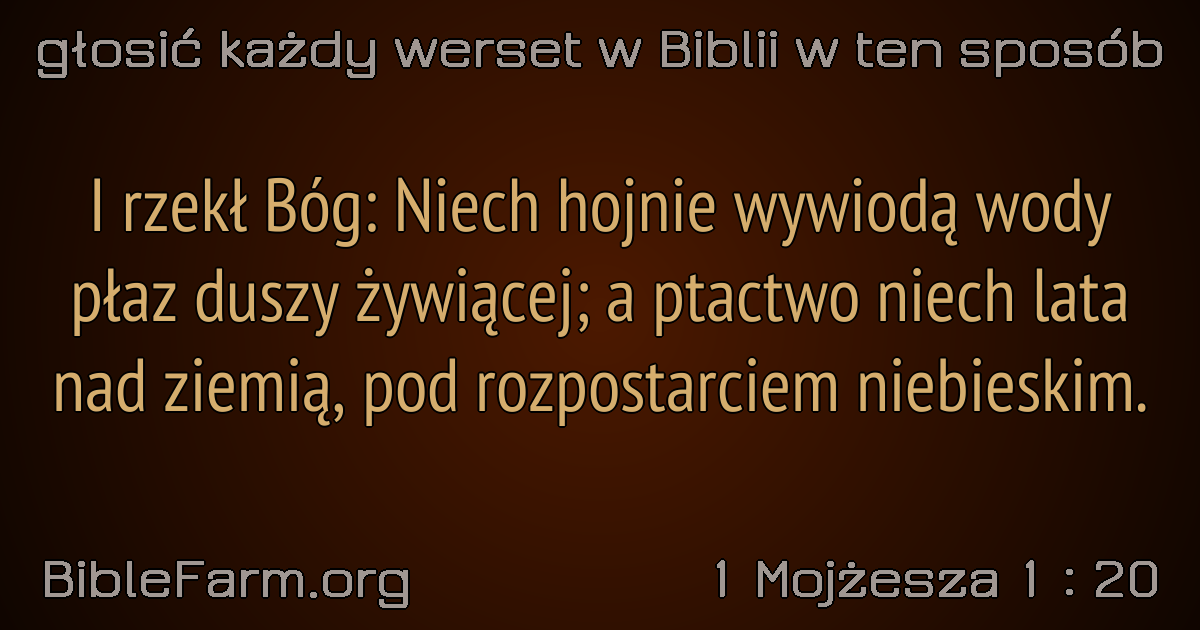 głosić każdy werset w Biblii w ten sposób
I rzekł Bóg: Niech hojnie wywiodą wody
płaz duszy żywiącej; a ptactwo niech lata
nad ziemią, pod rozpostarciem niebieskim.
BibleFarm.org
1 Mojżesza 1 : 20